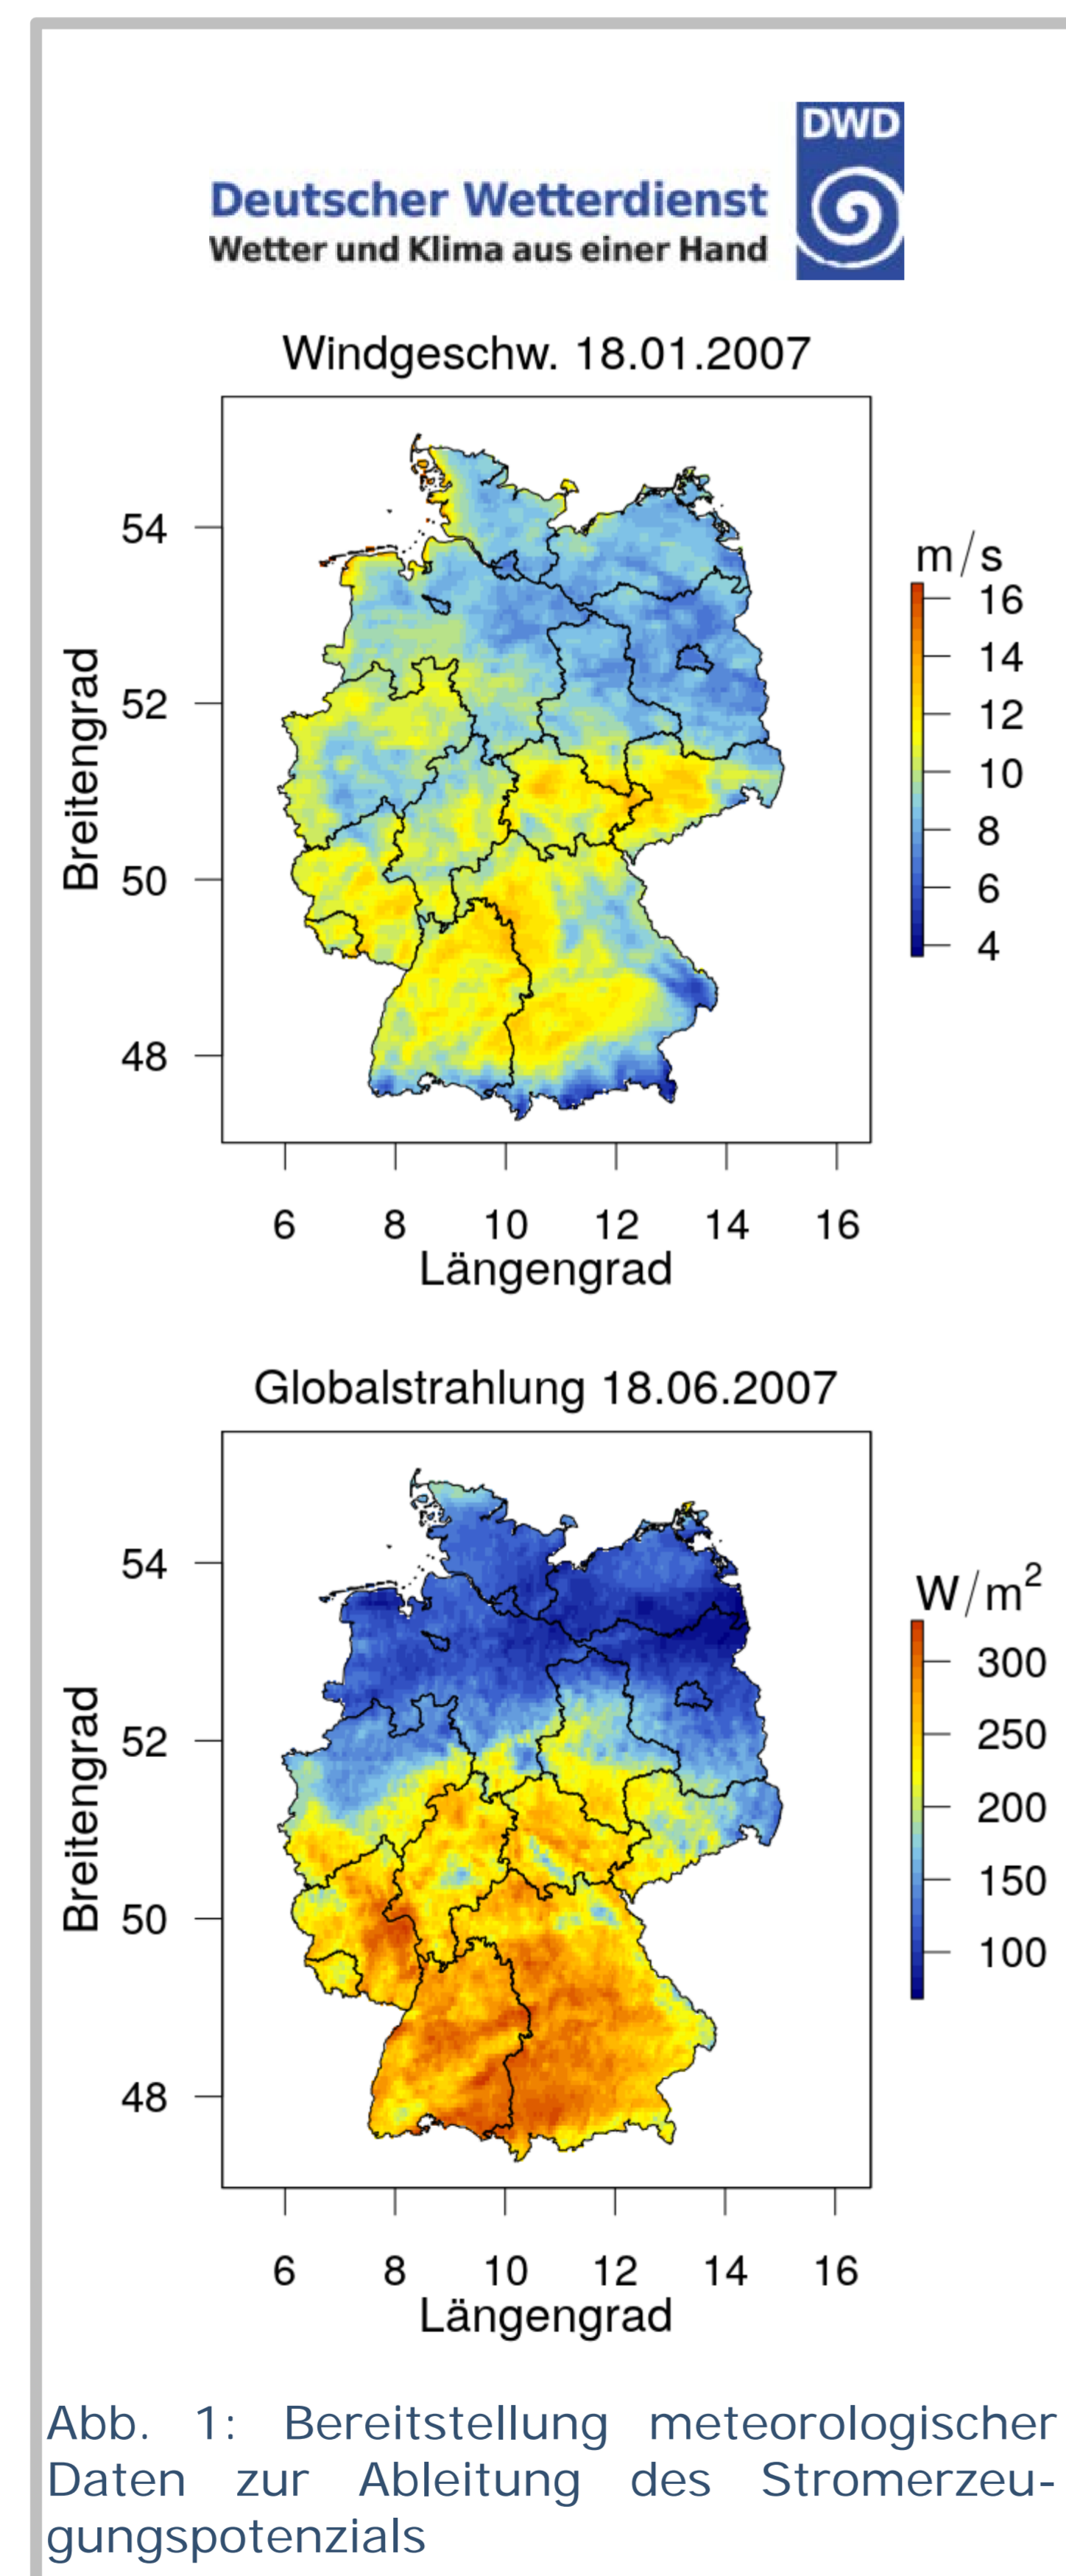 DWD
Deutscher Wetterdienst
Wetter und Klima aus einer Hand
Windgeschw. 18.01.2007
Breitengrad
54
52
50
48
6 8 10 12 14 16
Längengrad
m/s
16
14
12
10
8
6
4
Globalstrahlung 18.06.2007
Breitengrad
54
52
50
48
6 8 10 12 14 16
Längengrad
W/m²
300
250
200
150
100
Abb. 1: Bereitstellung meteorologischer
Daten zur Ableitung des Stromerzeu-
gungspotenzials